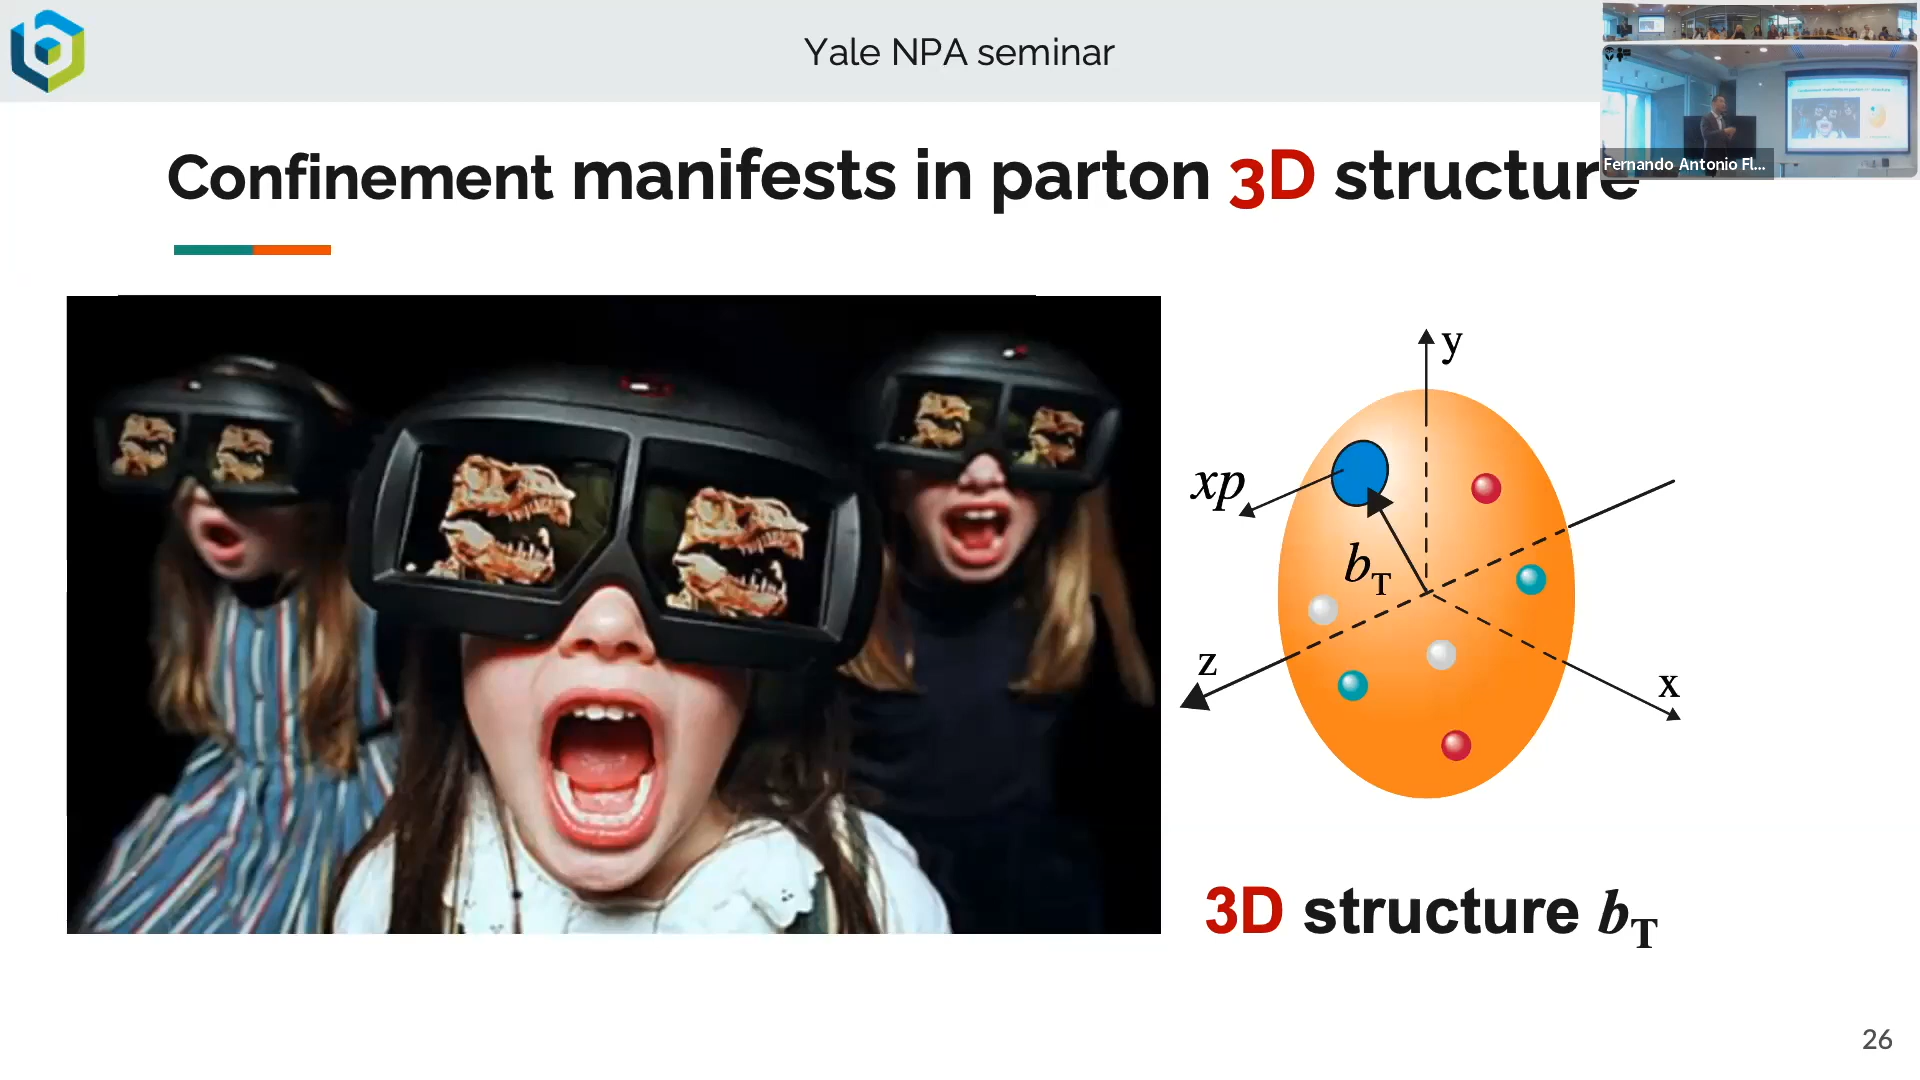 Yale NPA seminar
Fernando Antonio Fl...
Confinement manifests in parton 3D structure
y
xp
b_T
z
x
3D structure b_T
26